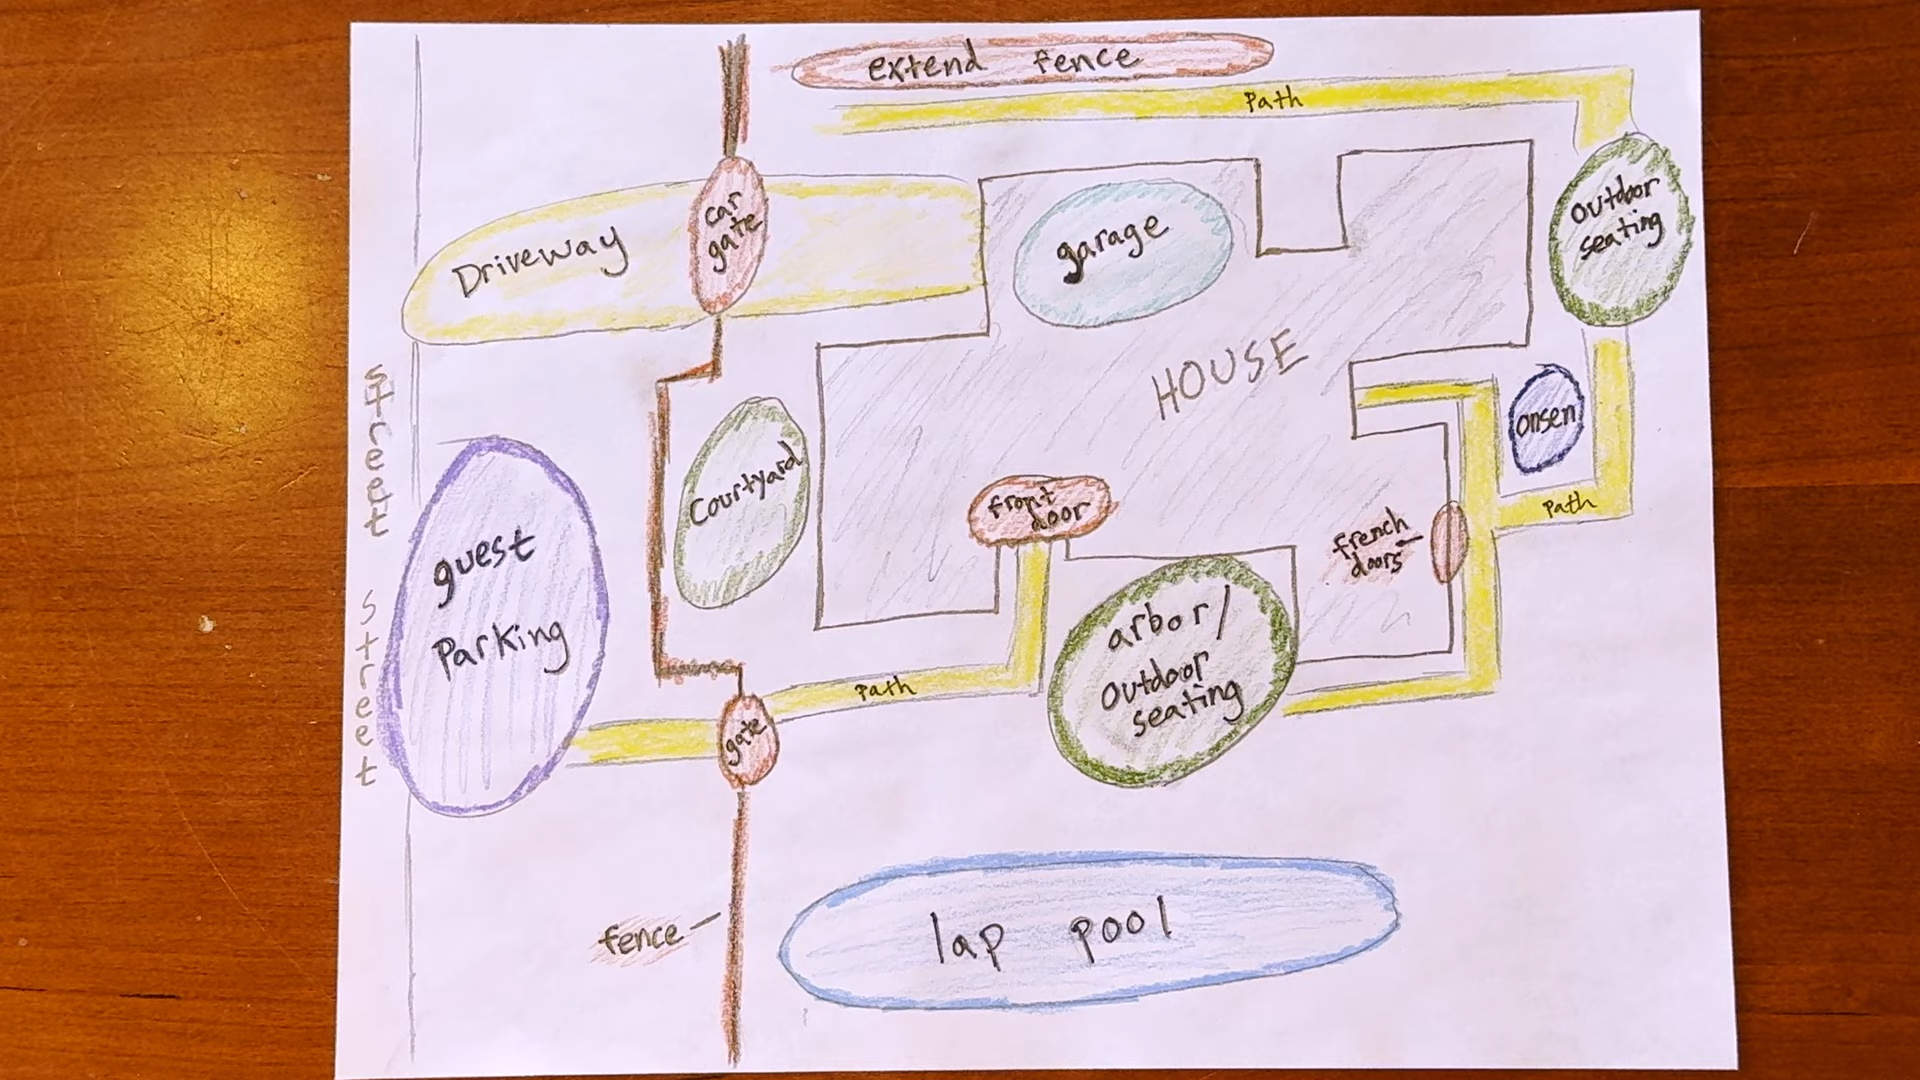 extend fence
Path
car
gate
Driveway
garage
Outdoor
seating
HOUSE
street
street
Courtyard
onsen
front
door
Path
french
doors
guest
Parking
arbor/
outdoor
seating
Path
gate
fence
lap pool